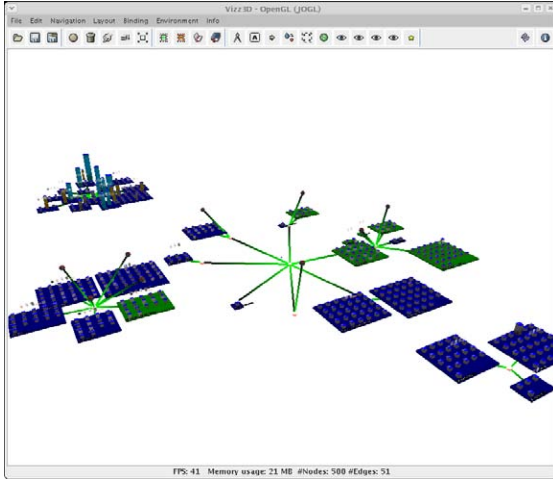 Vizz3D - OpenGL (JOGL)
File Edit Navigation Layout Binding Environment Info
FPS: 41 Memory usage: 21 MB #Nodes: 500 #Edges: 51